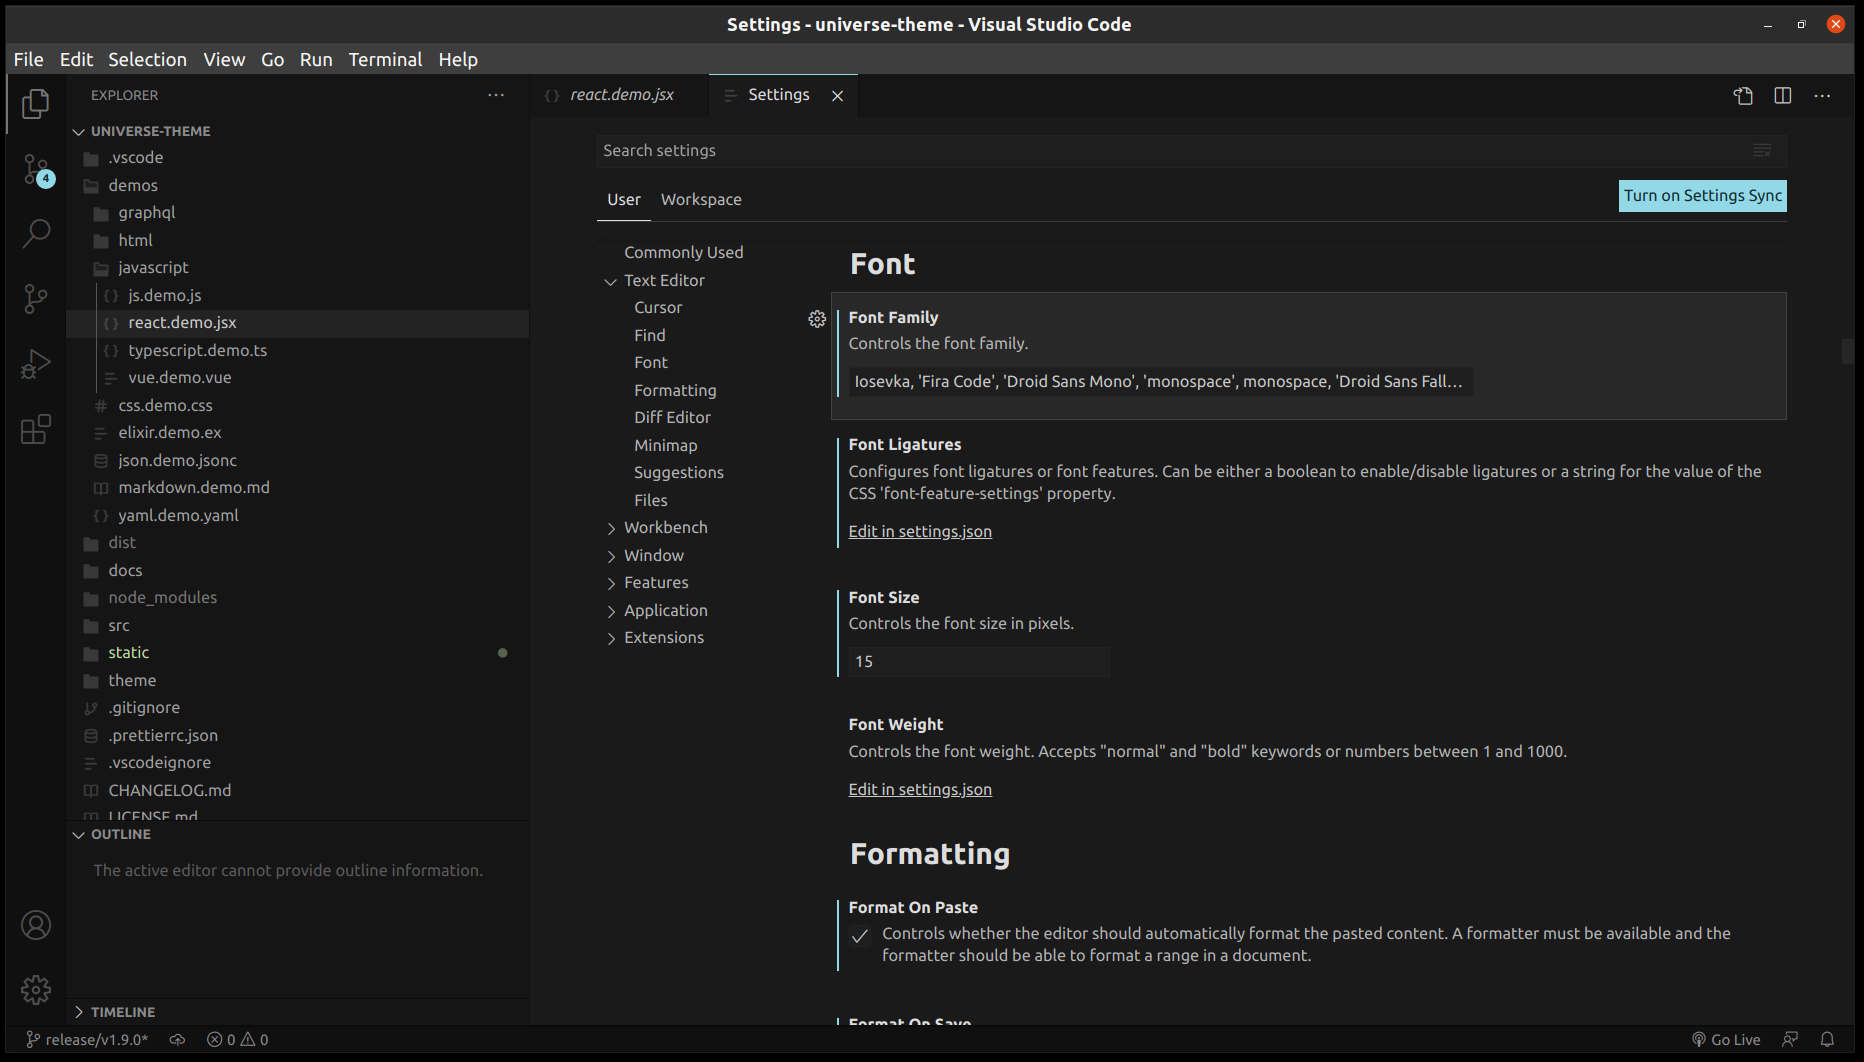 Settings - universe-theme - Visual Studio Code
File Edit Selection View Go Run Terminal Help
EXPLORER
UNIVERSE-THEME
.vscode
demos
graphql
html
javascript
js.demo.js
react.demo.jsx
typescript.demo.ts
vue.demo.vue
css.demo.css
elixir.demo.ex
json.demo.jsonc
markdown.demo.md
yaml.demo.yaml
dist
docs
node_modules
src
static
theme
.gitignore
.prettierrc.json
.vscodeignore
CHANGELOG.md
LICENSE.md
OUTLINE
The active editor cannot provide outline information.
TIMELINE
4
react.demo.jsx
Settings
Search settings
User Workspace
Turn on Settings Sync
Commonly Used
Text Editor
Cursor
Find
Font
Formatting
Diff Editor
Minimap
Suggestions
Files
Workbench
Window
Features
Application
Extensions
Font
Font Family
Controls the font family.
Iosevka, 'Fira Code', 'Droid Sans Mono', 'monospace', monospace, 'Droid Sans Fall…
Font Ligatures
Configures font ligatures or font features. Can be either a boolean to enable/disable ligatures or a string for the value of the
CSS 'font-feature-settings' property.
Edit in settings.json
Font Size
Controls the font size in pixels.
15
Font Weight
Controls the font weight. Accepts "normal" and "bold" keywords or numbers between 1 and 1000.
Edit in settings.json
Formatting
Format On Paste
Controls whether the editor should automatically format the pasted content. A formatter must be available and the
formatter should be able to format a range in a document.
Format On Save
release/v1.9.0* 0 0
Go Live